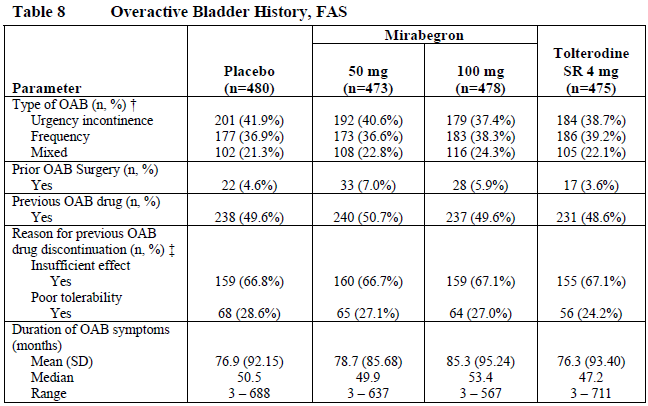 Table 8 Overactive Bladder History, FAS
Mirabegron
Parameter Placebo (n=480) 50 mg (n=473) 100 mg (n=478) Tolterodine SR 4 mg (n=475)
Type of OAB (n, %) †
Urgency incontinence 201 (41.9%) 192 (40.6%) 179 (37.4%) 184 (38.7%)
Frequency 177 (36.9%) 173 (36.6%) 183 (38.3%) 186 (39.2%)
Mixed 102 (21.3%) 108 (22.8%) 116 (24.3%) 105 (22.1%)
Prior OAB Surgery (n, %)
Yes 22 (4.6%) 33 (7.0%) 28 (5.9%) 17 (3.6%)
Previous OAB drug (n, %)
Yes 238 (49.6%) 240 (50.7%) 237 (49.6%) 231 (48.6%)
Reason for previous OAB
drug discontinuation (n, %) ‡
Insufficient effect
Yes 159 (66.8%) 160 (66.7%) 159 (67.1%) 155 (67.1%)
Poor tolerability
Yes 68 (28.6%) 65 (27.1%) 64 (27.0%) 56 (24.2%)
Duration of OAB symptoms
(months)
Mean (SD) 76.9 (92.15) 78.7 (85.68) 85.3 (95.24) 76.3 (93.40)
Median 50.5 49.9 53.4 47.2
Range 3 – 688 3 – 637 3 – 567 3 – 711